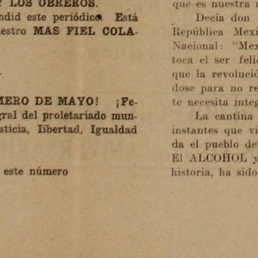 Y LOS OBREROS.
ndid este periódico. Está
estro MAS FIEL COLA-
MERO DE MAYO! ¡Fe-
gral del proletariado mun-
sticia, Iibertad, Igualdad
este número
que es nuestra
Decía don
República Mexi
Nacional: "Mex
toca el ser feli
que la revolució
dose para no re
te necesita integ
La cantina
instantes que vi
da el pueblo de
El ALCOHOL y
historia, ha sido